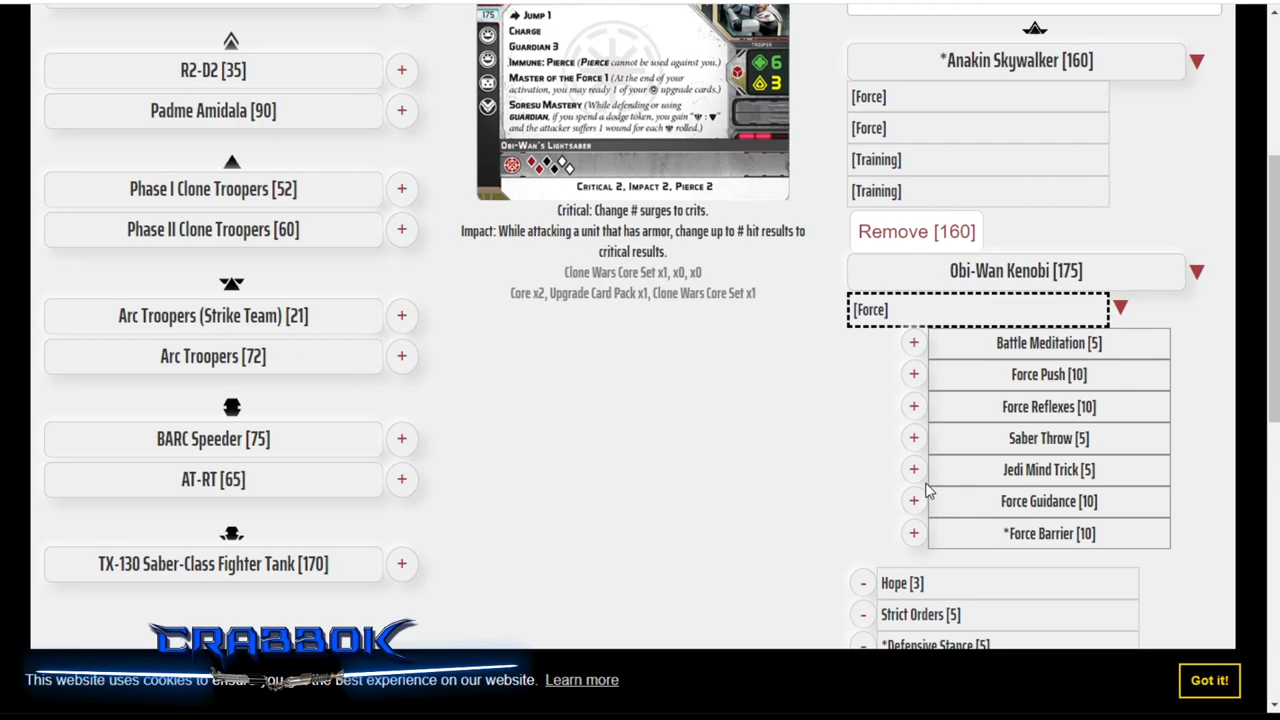 R2-D2 [35]
+
Padme Amidala [90]
+
Phase I Clone Troopers [52]
+
Phase II Clone Troopers [60]
+
Arc Troopers (Strike Team) [21]
+
Arc Troopers [72]
+
BARC Speeder [75]
+
AT-RT [65]
+
TX-130 Saber-Class Fighter Tank [170]
+
175
Jump 1
Charge
Guardian 3
Immune: Pierce (Pierce cannot be used against you.)
Master of the Force 1 (At the end of your
activation, you may ready 1 of your upgrade cards.)
Soresu Mastery (While defending or using
Guardian, if you spend a dodge token, you gain " : "
and the attacker suffers 1 wound for each rolled.)
TROOPER
6
3
Obi-Wan's Lightsaber
Critical 2, Impact 2, Pierce 2
Critical: Change # surges to crits.
Impact: While attacking a unit that has armor, change up to # hit results to
critical results.
Clone Wars Core Set x1, x0, x0
Core x2, Upgrade Card Pack x1, Clone Wars Core Set x1
*Anakin Skywalker [160]
[Force]
[Force]
[Training]
[Training]
Remove [160]
Obi-Wan Kenobi [175]
[Force]
+ Battle Meditation [5]
+ Force Push [10]
+ Force Reflexes [10]
+ Saber Throw [5]
+ Jedi Mind Trick [5]
+ Force Guidance [10]
+ *Force Barrier [10]
- Hope [3]
- Strict Orders [5]
- *Defensive Stance [5]
CRABBOK
This website uses cookies to ensure you get the best experience on our website. Learn more
Got it!